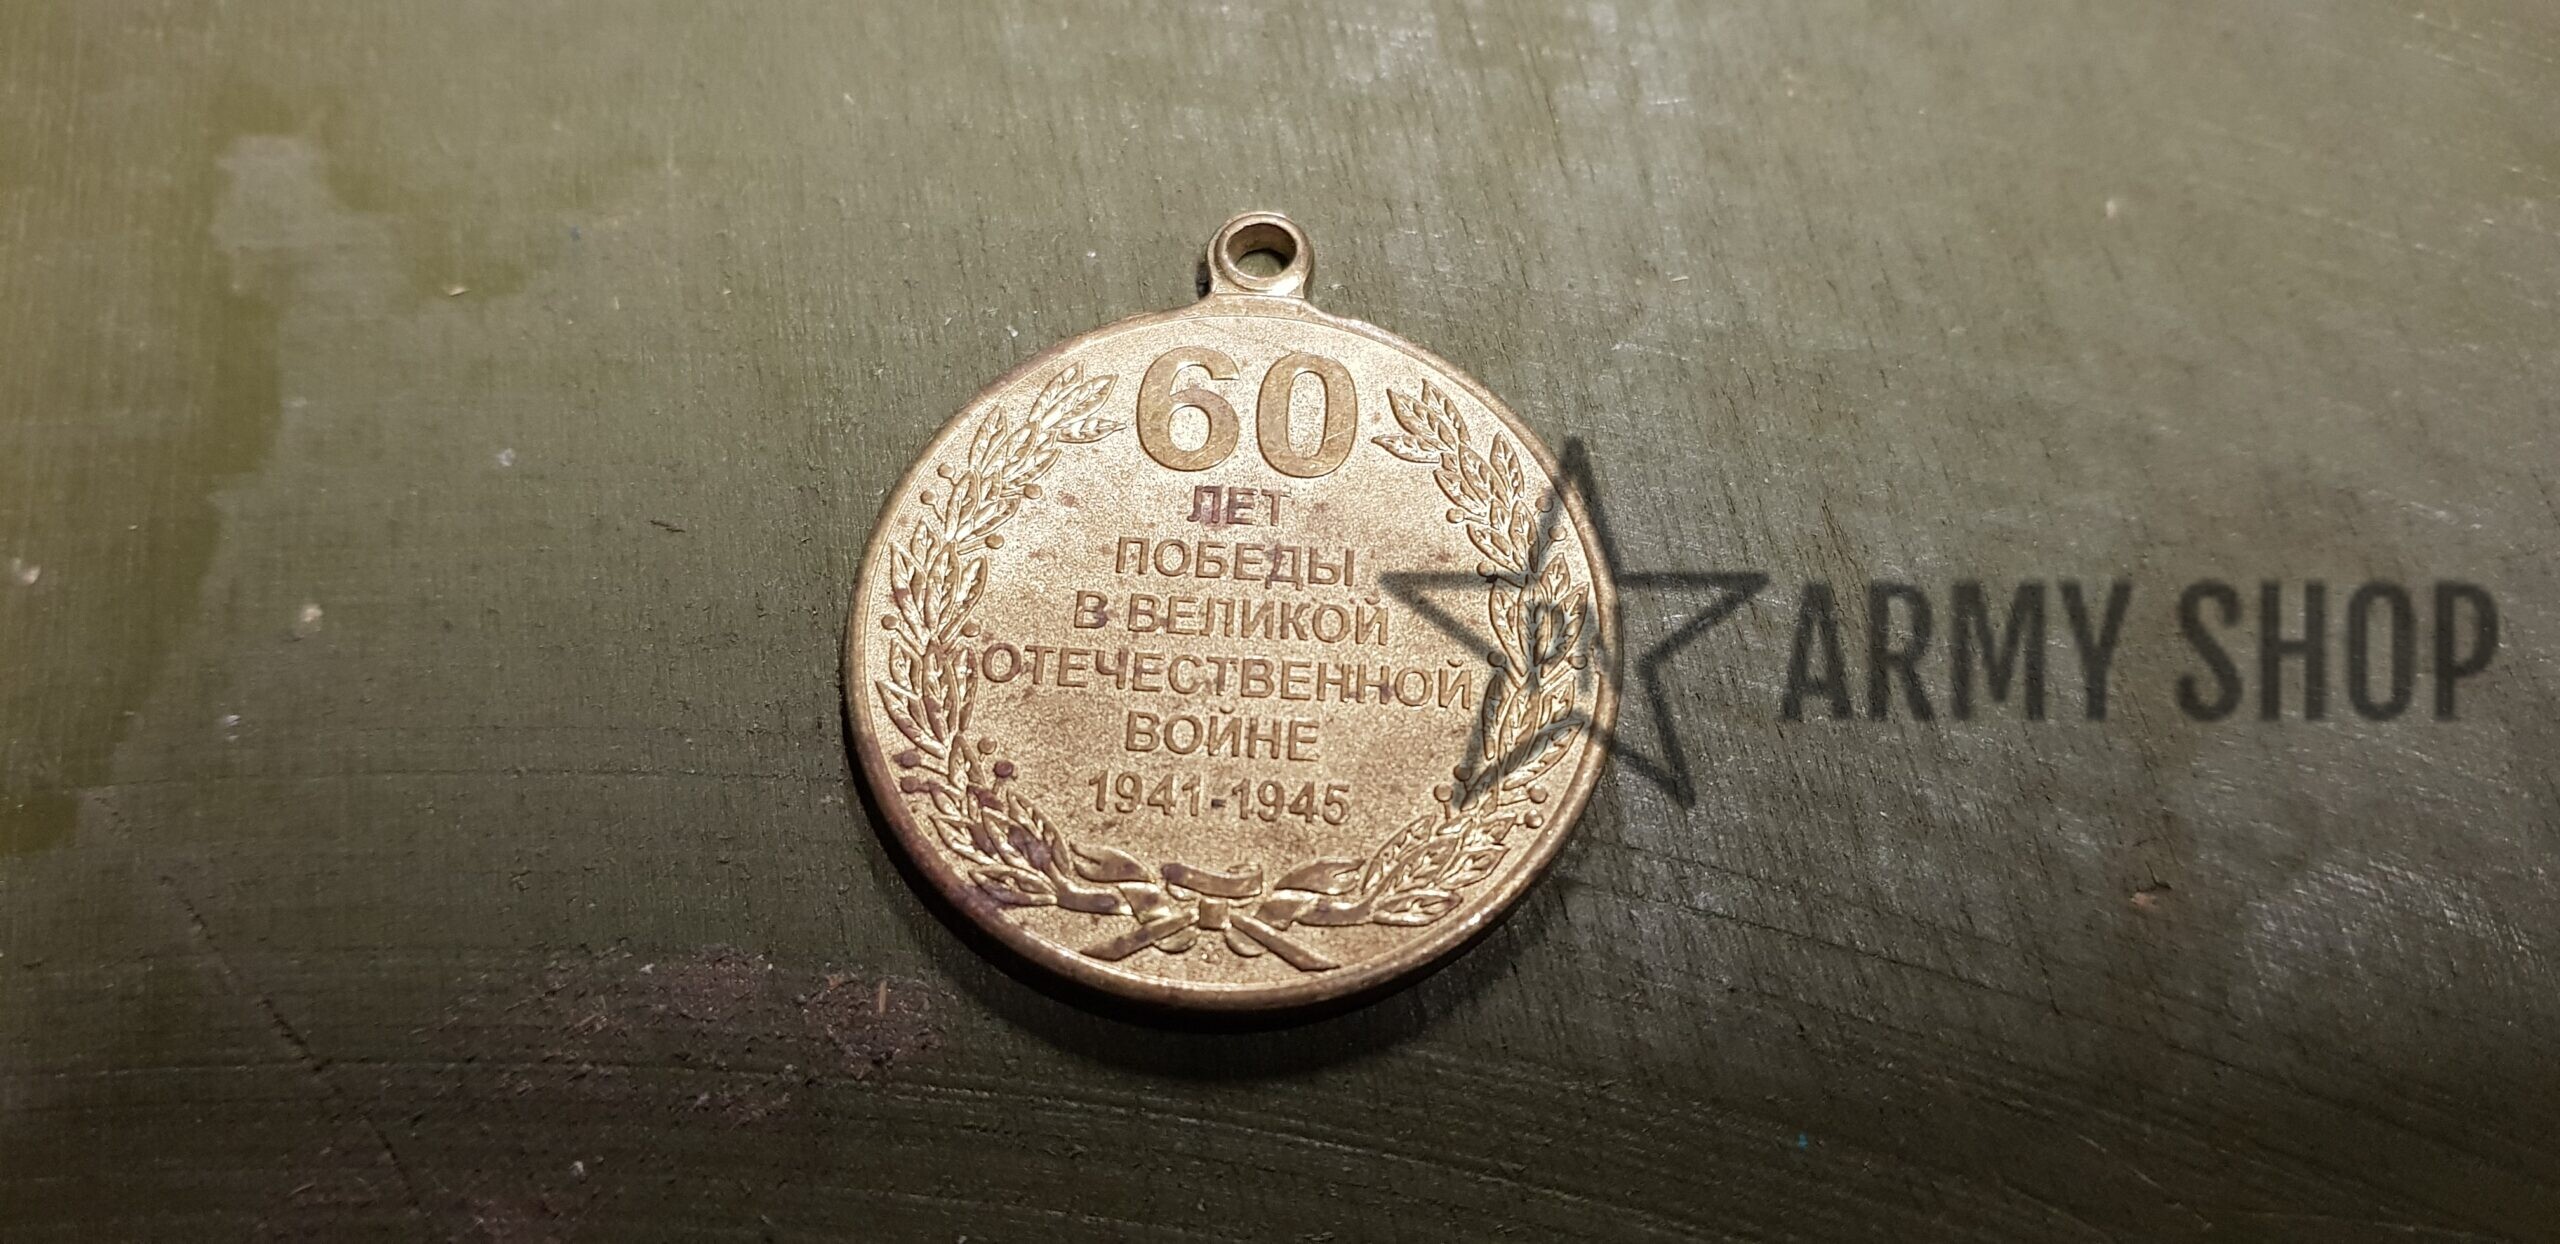 60
ЛЕТ
ПОБЕДЫ
В ВЕЛИКОЙ
ОТЕЧЕСТВЕННОЙ
ВОЙНЕ
1941-1945
ARMY SHOP